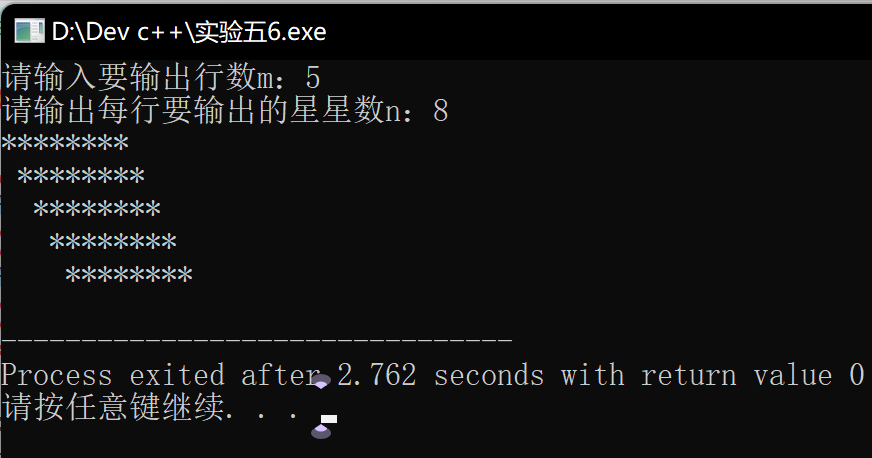 D:\Dev c++\实验五6.exe
请输入要输出行数m：5
请输出每行要输出的星星数n：8
********
 ********
  ********
   ********
    ********
--------------------------------
Process exited after 2.762 seconds with return value 0
请按任意键继续. . .